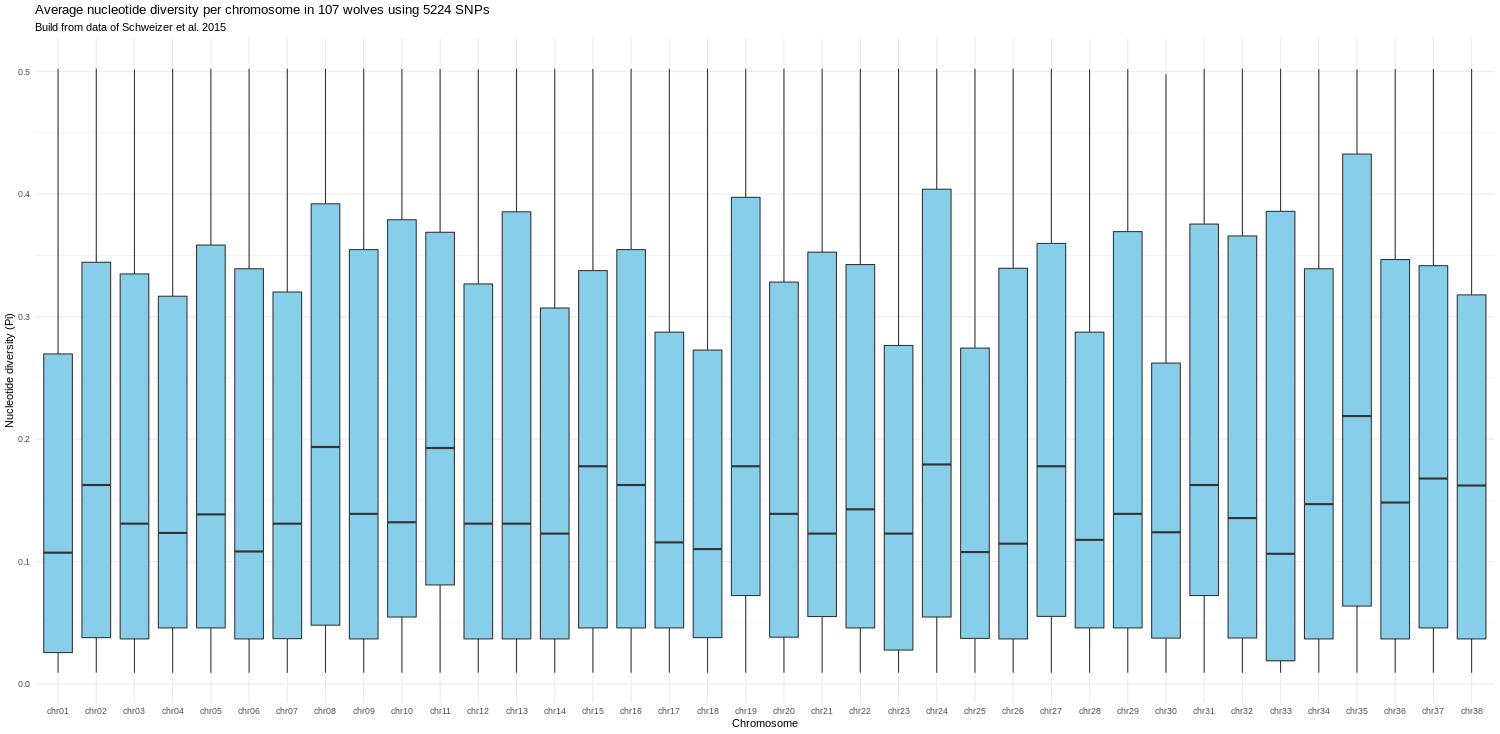 Average nucleotide diversity per chromosome in 107 wolves using 5224 SNPs
Build from data of Schweizer et al. 2015
Nucleotide diversity (Pi)
0.5
0.4
0.3
0.2
0.1
0.0
chr01 chr02 chr03 chr04 chr05 chr06 chr07 chr08 chr09 chr10 chr11 chr12 chr13 chr14 chr15 chr16 chr17 chr18 chr19 chr20 chr21 chr22 chr23 chr24 chr25 chr26 chr27 chr28 chr29 chr30 chr31 chr32 chr33 chr34 chr35 chr36 chr37 chr38
Chromosome